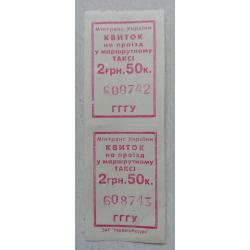 Мінтранс України
КВИТОК
на проїзд
у маршрутному
ТАКСІ
2грн.50к.
608742
ГГГУ
Мінтранс України
КВИТОК
на проїзд
у маршрутному
ТАКСІ
2грн.50к.
608743
ГГГУ
ЗАТ